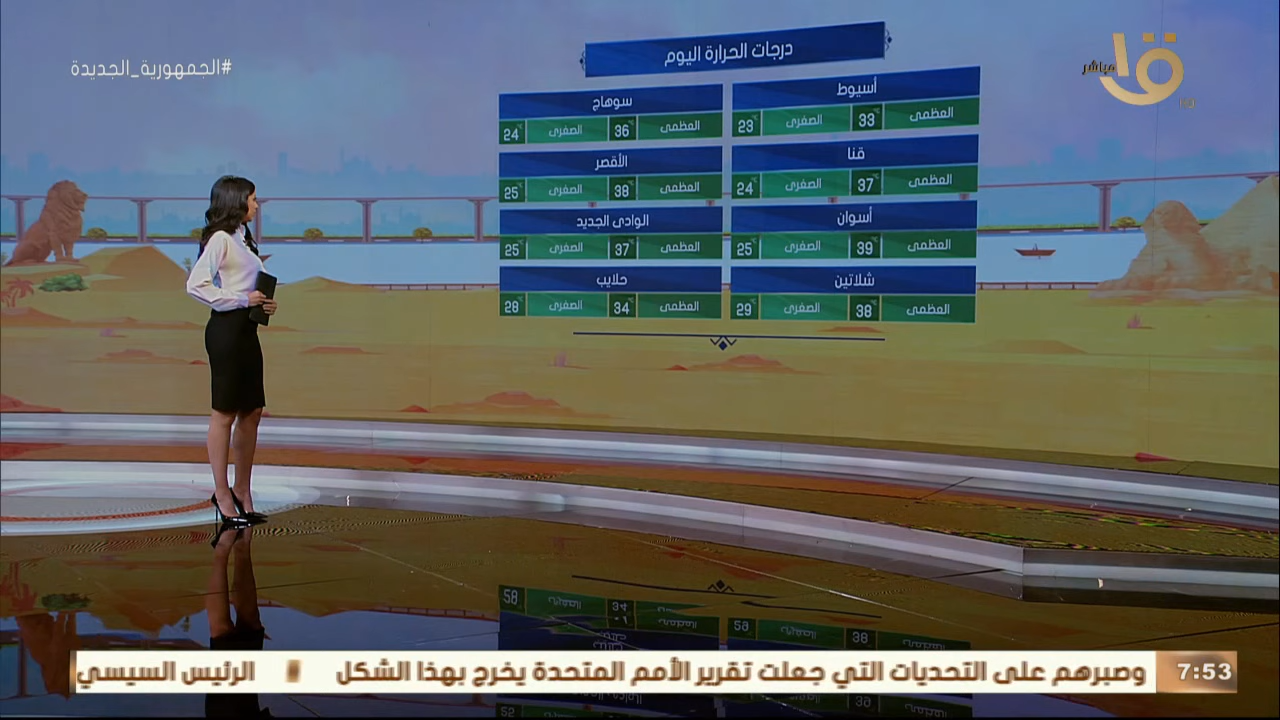 #الجمهورية_الجديدة
مباشر
درجات الحرارة اليوم
أسيوط
العظمى 33 الصغرى 23
سوهاج
العظمى 36 الصغرى 24
قنا
العظمى 37 الصغرى 24
الأقصر
العظمى 38 الصغرى 25
أسوان
العظمى 39 الصغرى 25
الوادى الجديد
العظمى 37 الصغرى 25
شلاتين
العظمى 38 الصغرى 29
حلايب
العظمى 34 الصغرى 28
7:53 وصبرهم على التحديات التي جعلت تقرير الأمم المتحدة يخرج بهذا الشكل الرئيس السيسي